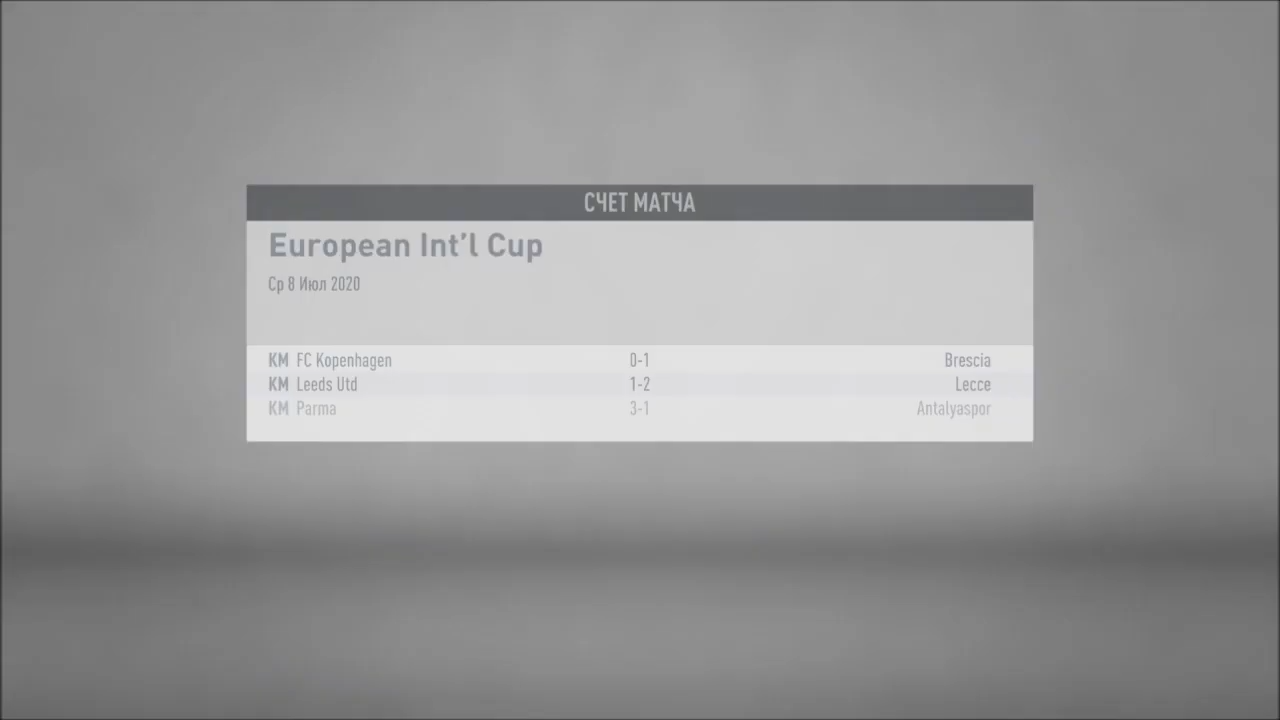 СЧЕТ МАТЧА
European Int'l Cup
Ср 8 Июл 2020
КМ FC Kopenhagen 0-1 Brescia
КМ Leeds Utd 1-2 Lecce
КМ Parma 3-1 Antalyaspor